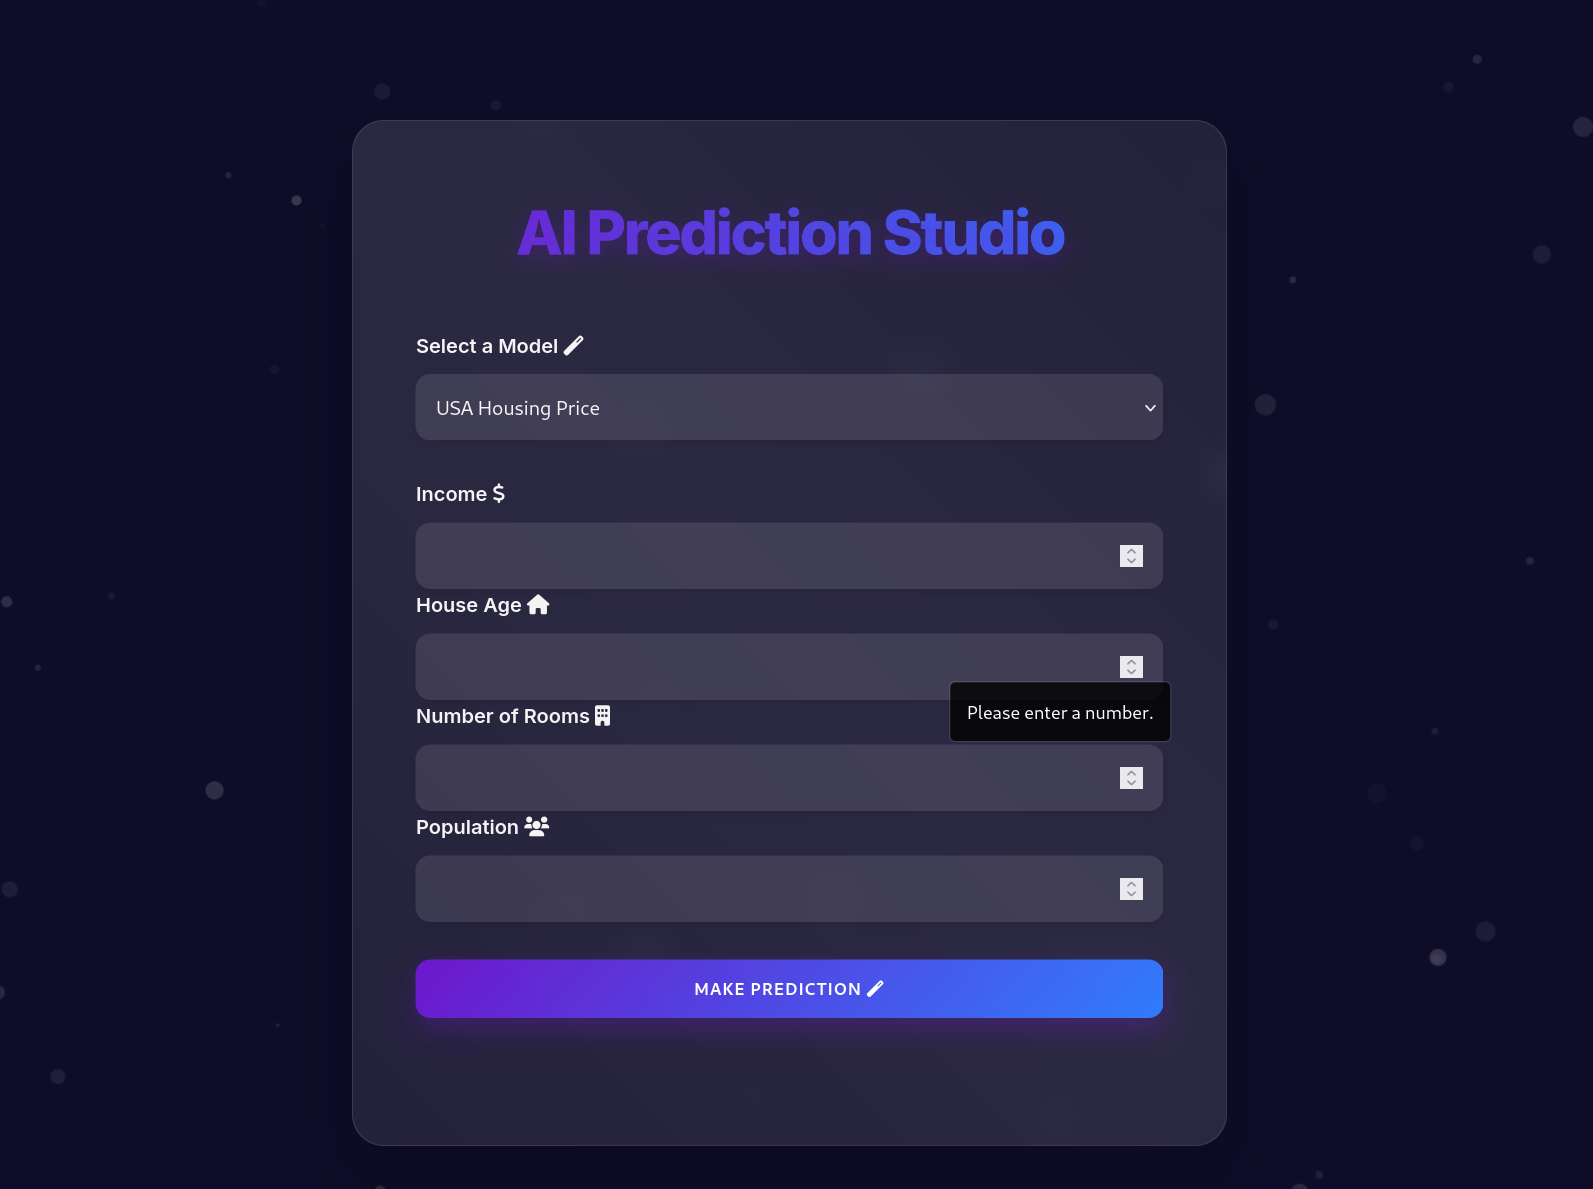 AI Prediction Studio
Select a Model
USA Housing Price
Income $
House Age
Number of Rooms
Please enter a number.
Population
MAKE PREDICTION